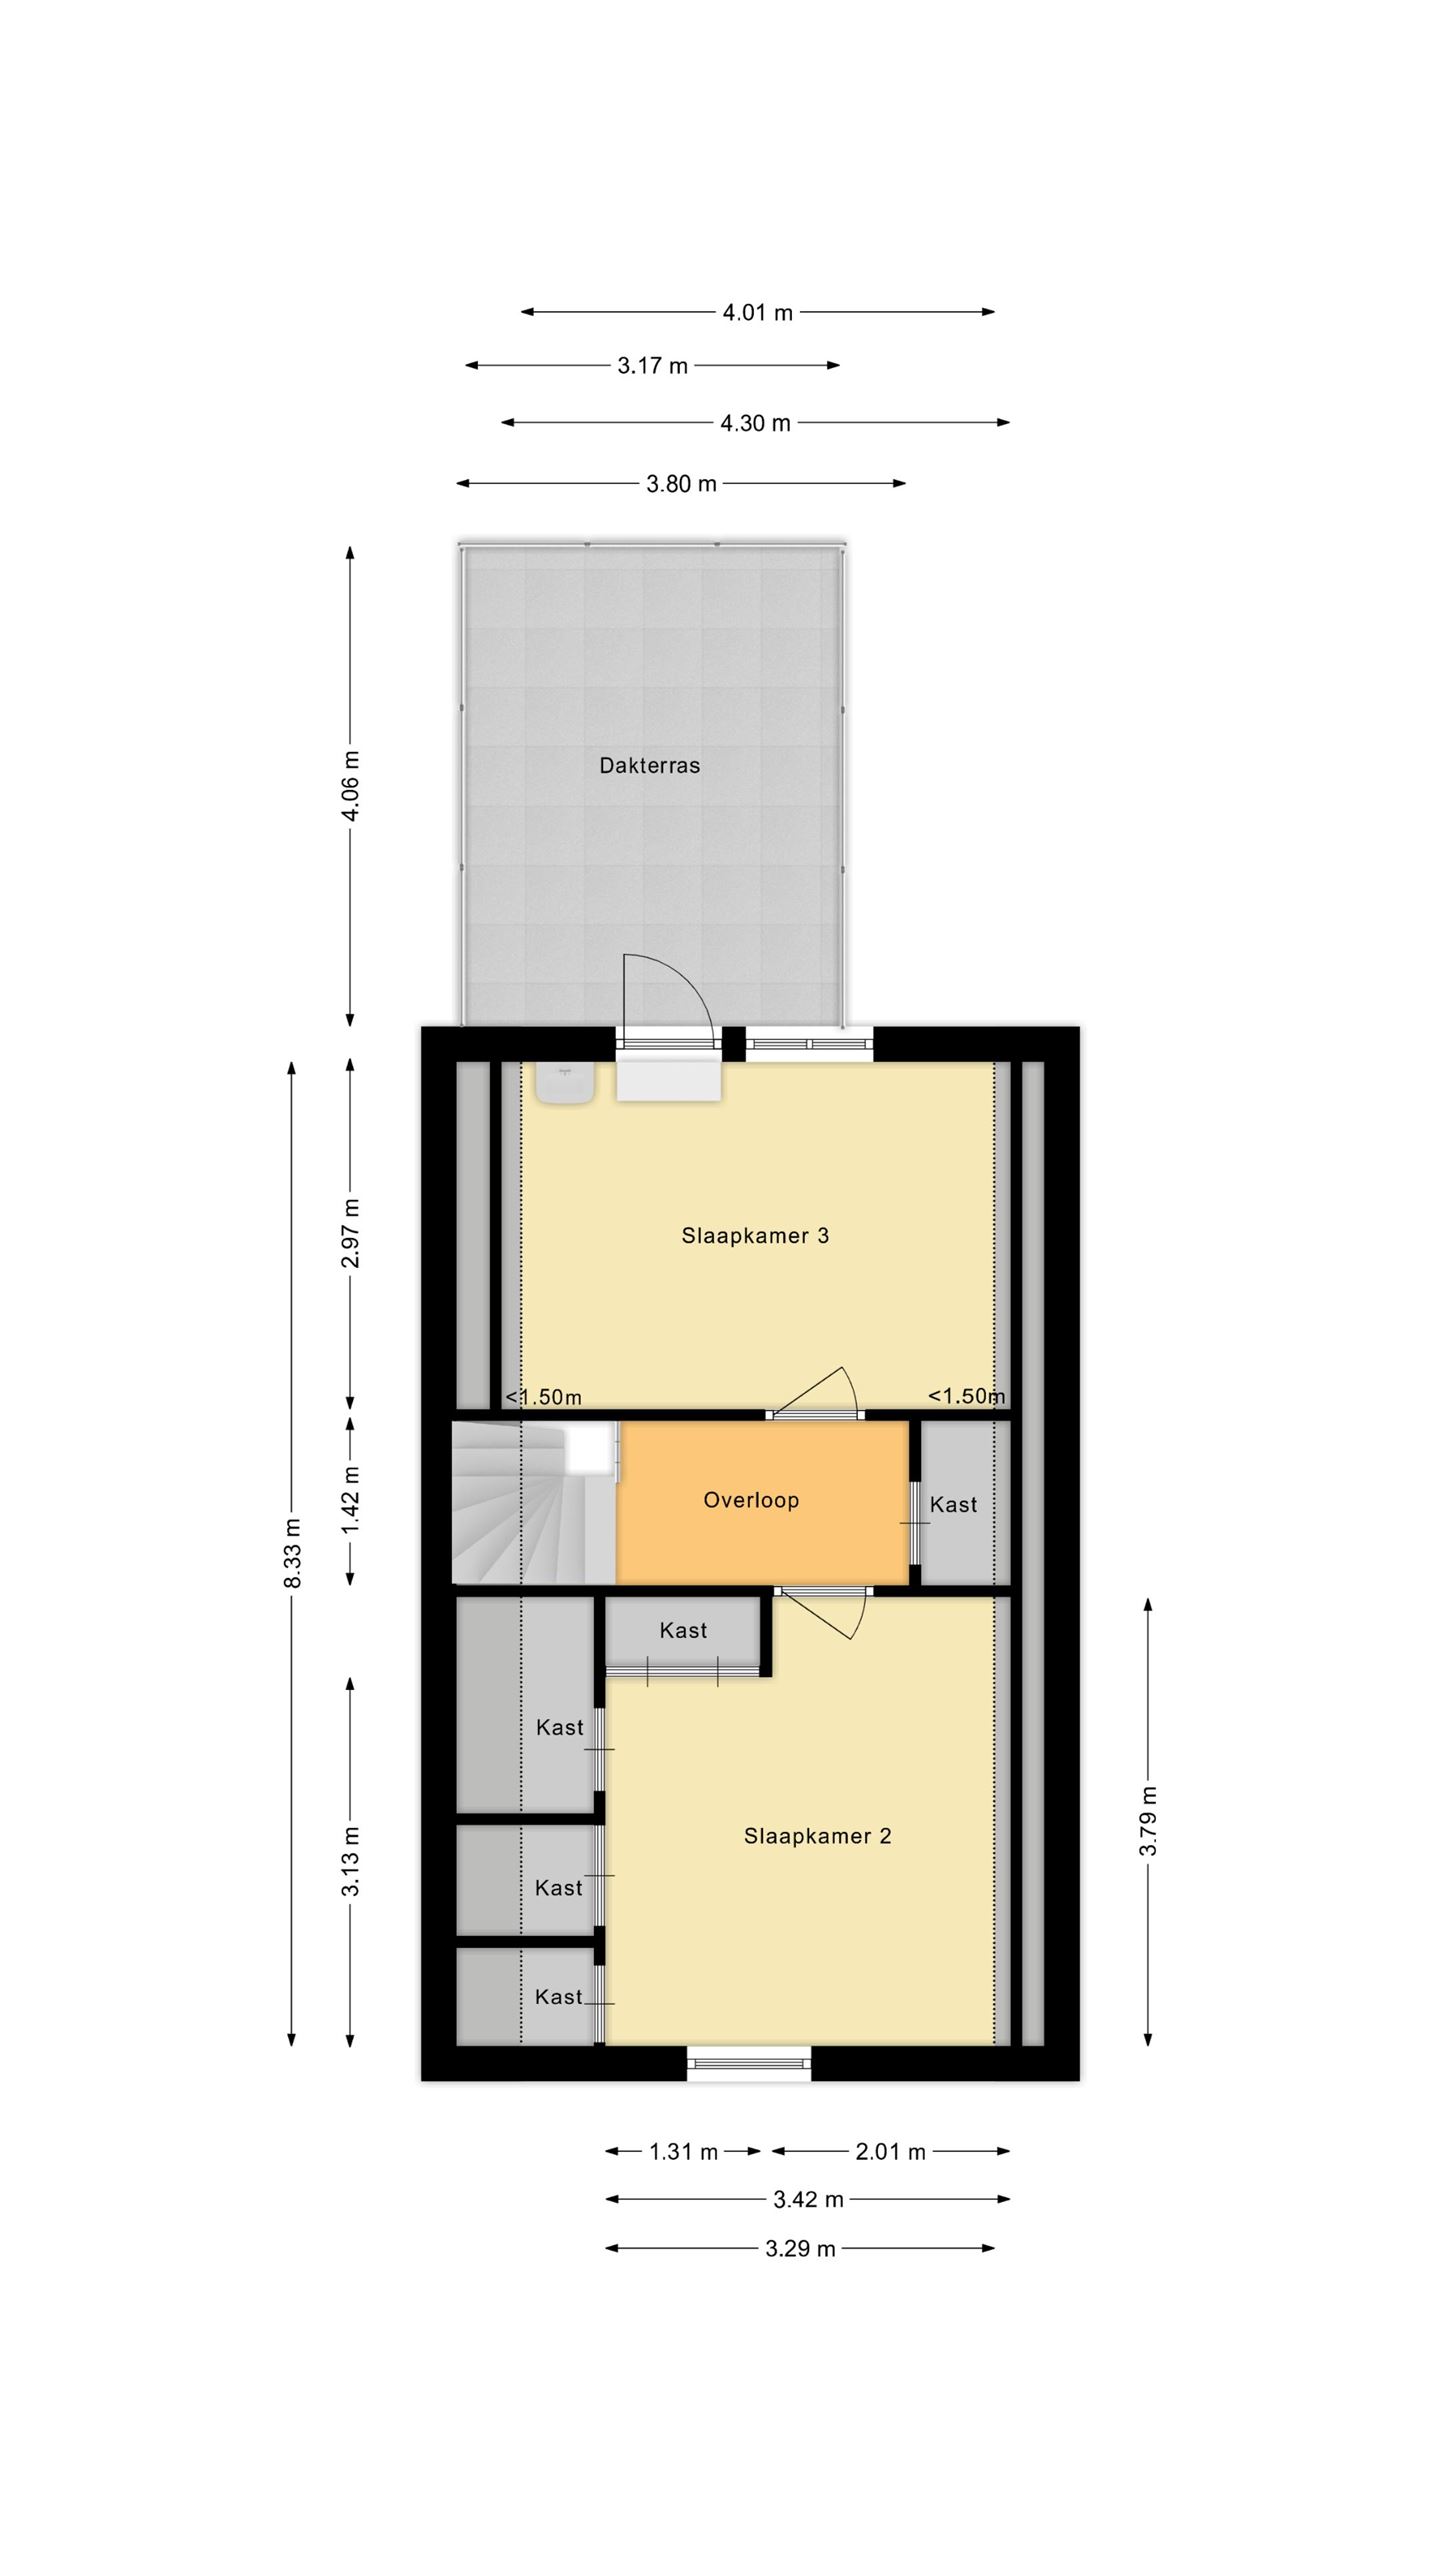 4.01 m
3.17 m
4.30 m
3.80 m
4.06 m
Dakterras
2.97 m
Slaapkamer 3
<1.50m
<1.50m
1.42 m
8.33 m
Overloop
Kast
Kast
Kast
3.13 m
Slaapkamer 2
3.79 m
Kast
Kast
1.31 m
2.01 m
3.42 m
3.29 m